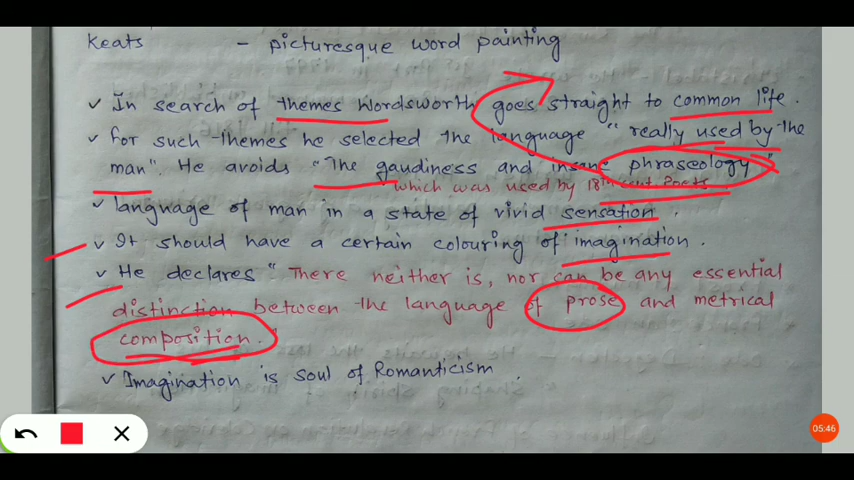 Keats - picturesque word painting
✓ In search of themes Wordsworth goes straight to common life.
✓ for such themes he selected the language "really used by the
man". He avoids "The gaudiness and insane phraseology"
which was used by 18th cent Poets
✓ language of man in a state of vivid sensation.
✓ It should have a certain colouring of imagination.
✓ He declares "There neither is, nor can be any essential
distinction between the language of prose and metrical
composition."
✓ Imagination is soul of Romanticism
05:46